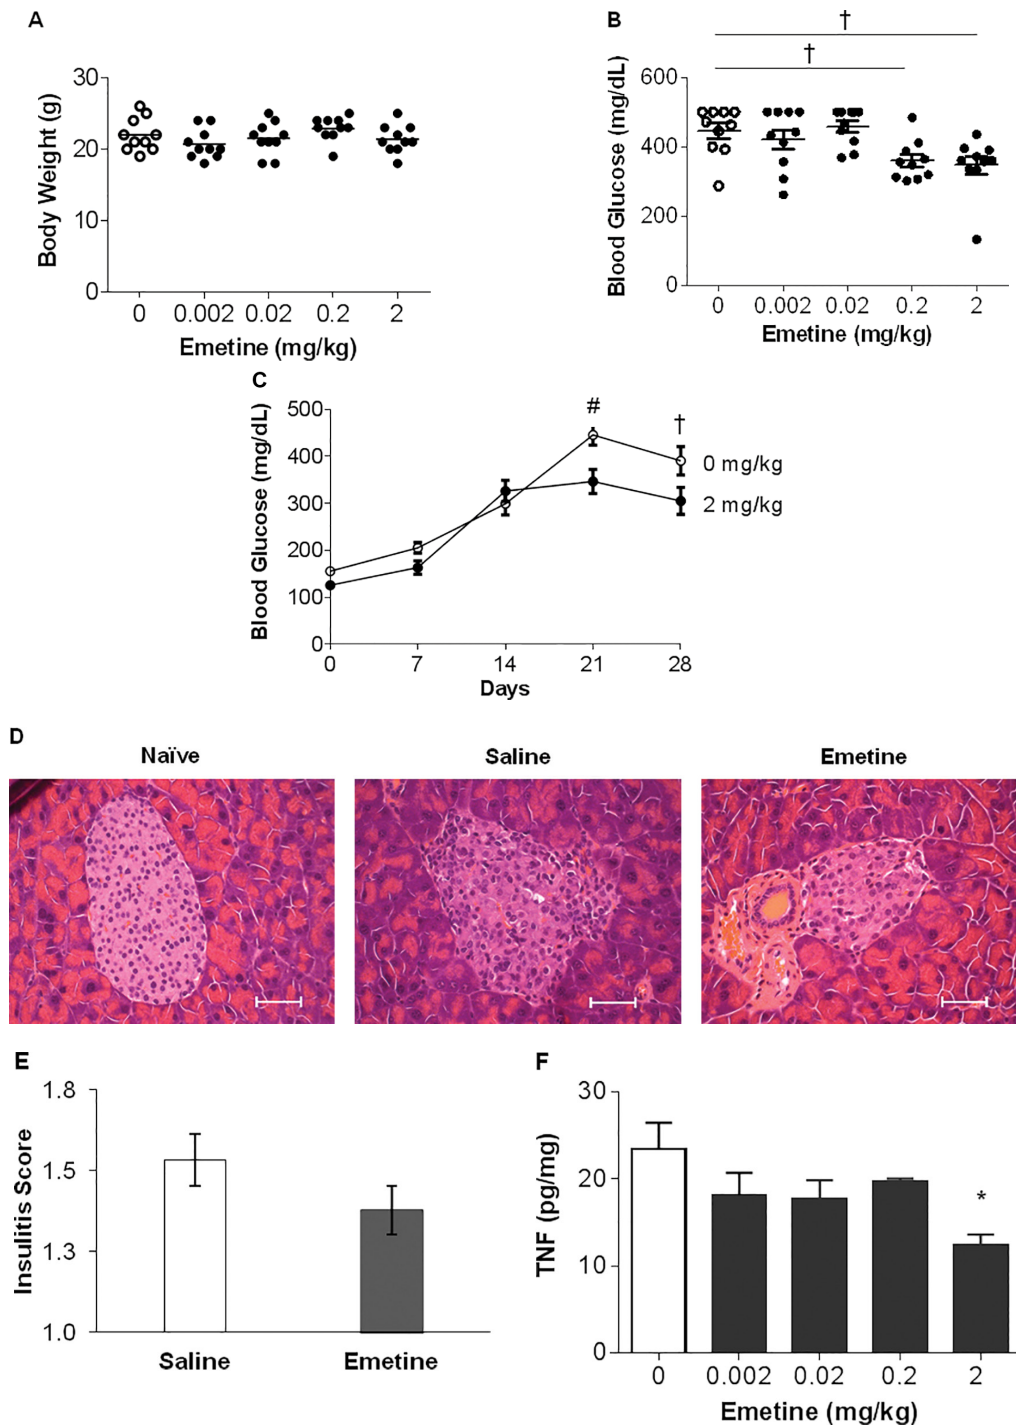 A
Body Weight (g)
30
20
10
0
0 0.002 0.02 0.2 2
Emetine (mg/kg)
B
†
†
Blood Glucose (mg/dL)
600
400
200
0
0 0.002 0.02 0.2 2
Emetine (mg/kg)
C
Blood Glucose (mg/dL)
500
400
300
200
100
0
#
†
0 mg/kg
2 mg/kg
0 7 14 21 28
Days
D
Naïve Saline Emetine
E
Insulitis Score
1.8
1.5
1.3
1.0
Saline Emetine
F
TNF (pg/mg)
30
20
10
0
*
0 0.002 0.02 0.2 2
Emetine (mg/kg)